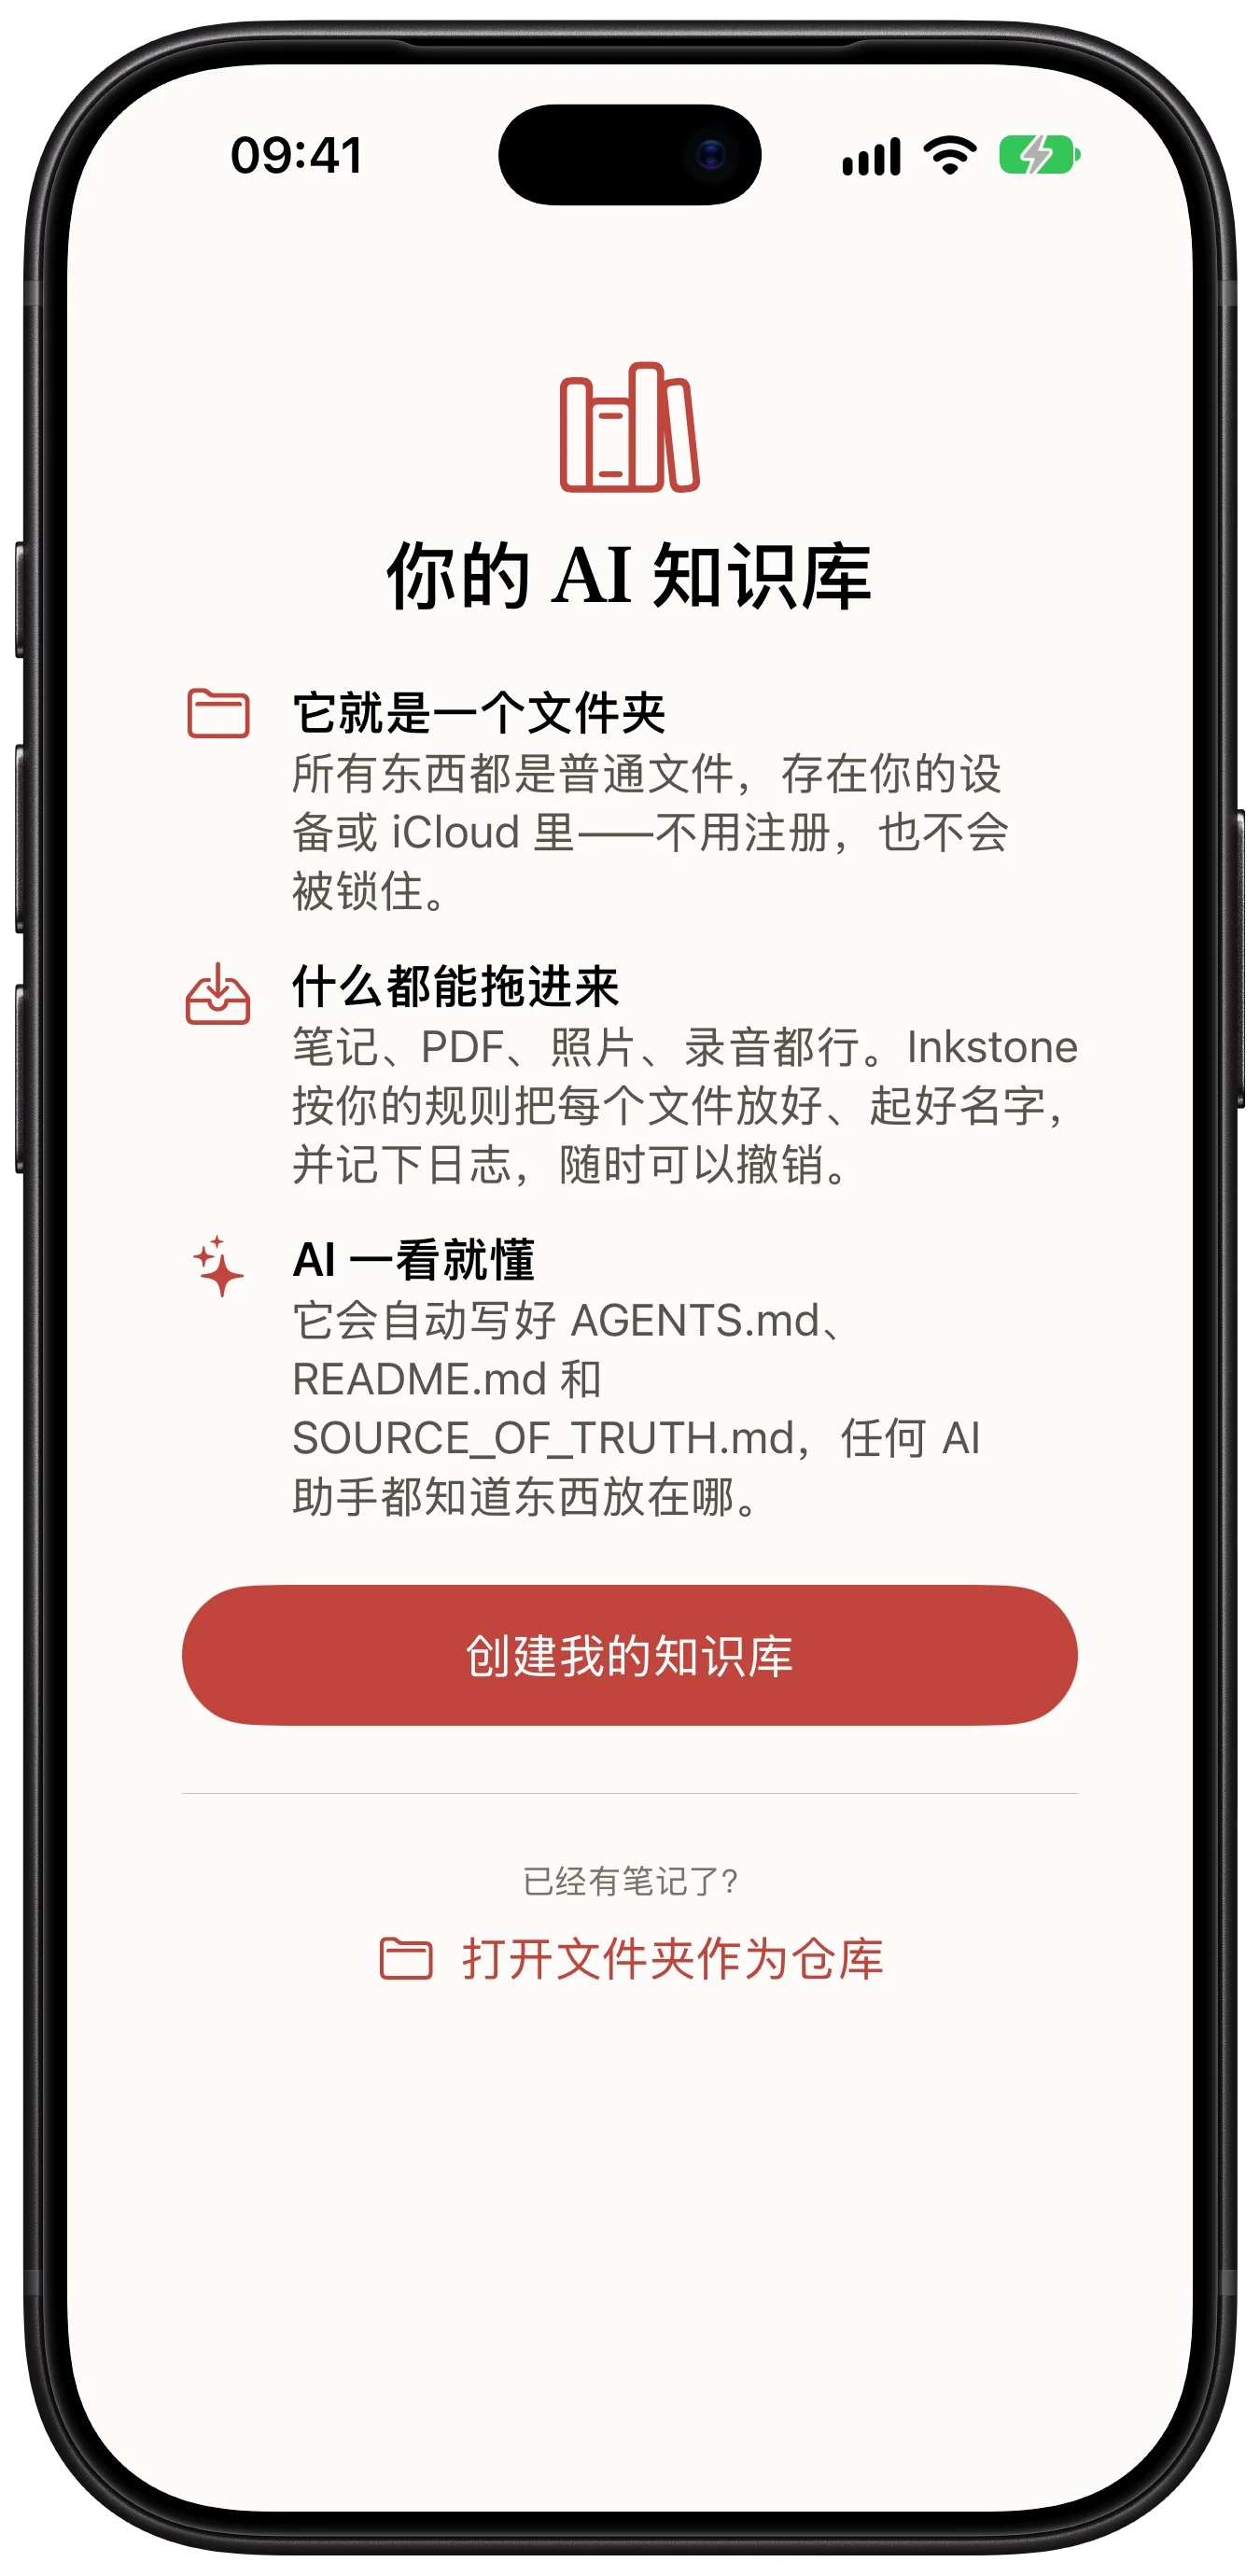 09:41
你的 AI 知识库
它就是一个文件夹
所有东西都是普通文件，存在你的设
备或 iCloud 里——不用注册，也不会
被锁住。
什么都能拖进来
笔记、PDF、照片、录音都行。Inkstone
按你的规则把每个文件放好、起好名字，
并记下日志，随时可以撤销。
AI 一看就懂
它会自动写好 AGENTS.md、
README.md 和
SOURCE_OF_TRUTH.md，任何 AI
助手都知道东西放在哪。
创建我的知识库
已经有笔记了？
打开文件夹作为仓库